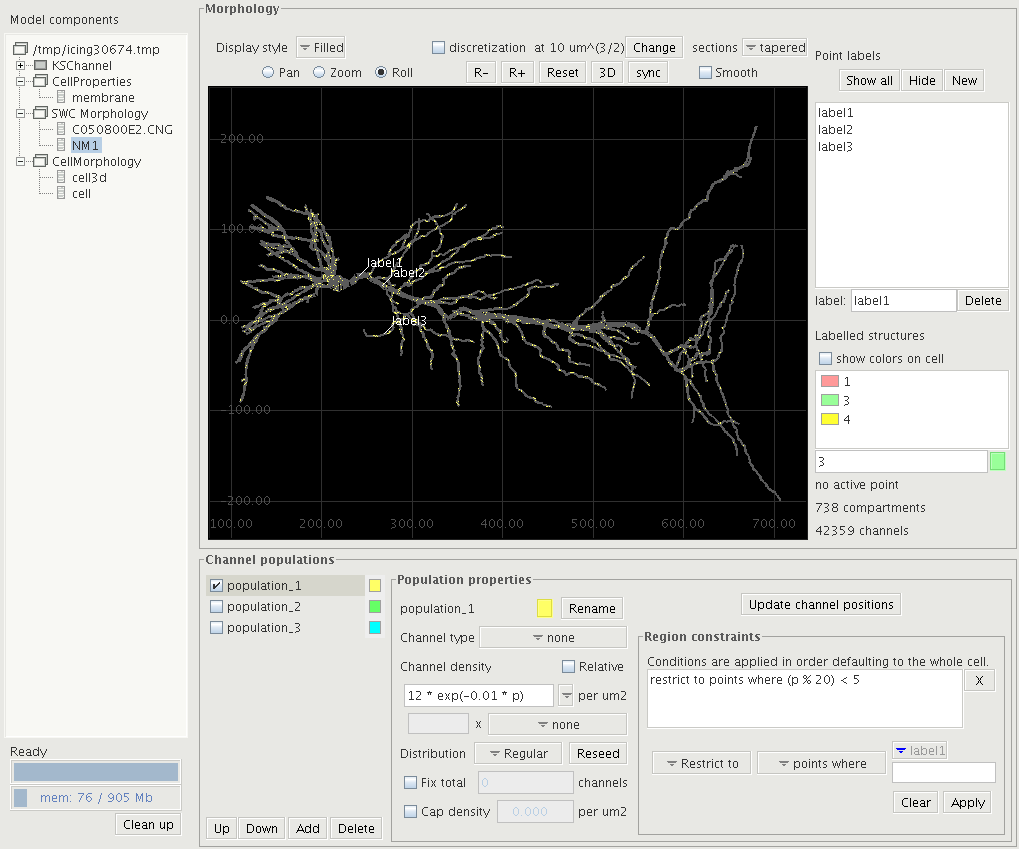 Model components
/tmp/icing30674.tmp
KSChannel
CellProperties
membrane
SWC Morphology
C050800E2.CNG
NM1
CellMorphology
cell3d
cell
Ready
mem: 76 / 905 Mb
Clean up
Morphology
Display style Filled discretization at 10 um^(3/2) Change sections tapered
Pan Zoom Roll R- R+ Reset 3D sync Smooth
200.00
100.00
0.0
-100.00
-200.00
100.00 200.00 300.00 400.00 500.00 600.00 700.00
label1
label2
label3
Point labels
Show all Hide New
label1
label2
label3
label: label1 Delete
Labelled structures
show colors on cell
1
3
4
3
no active point
738 compartments
42359 channels
Channel populations
population_1
population_2
population_3
Up Down Add Delete
Population properties
population_1 Rename
Channel type none
Channel density Relative
12 * exp(-0.01 * p) per um2
x none
Distribution Regular Reseed
Fix total 0 channels
Cap density 0.000 per um2
Update channel positions
Region constraints
Conditions are applied in order defaulting to the whole cell.
restrict to points where (p % 20) < 5 X
Restrict to points where label1
Clear Apply